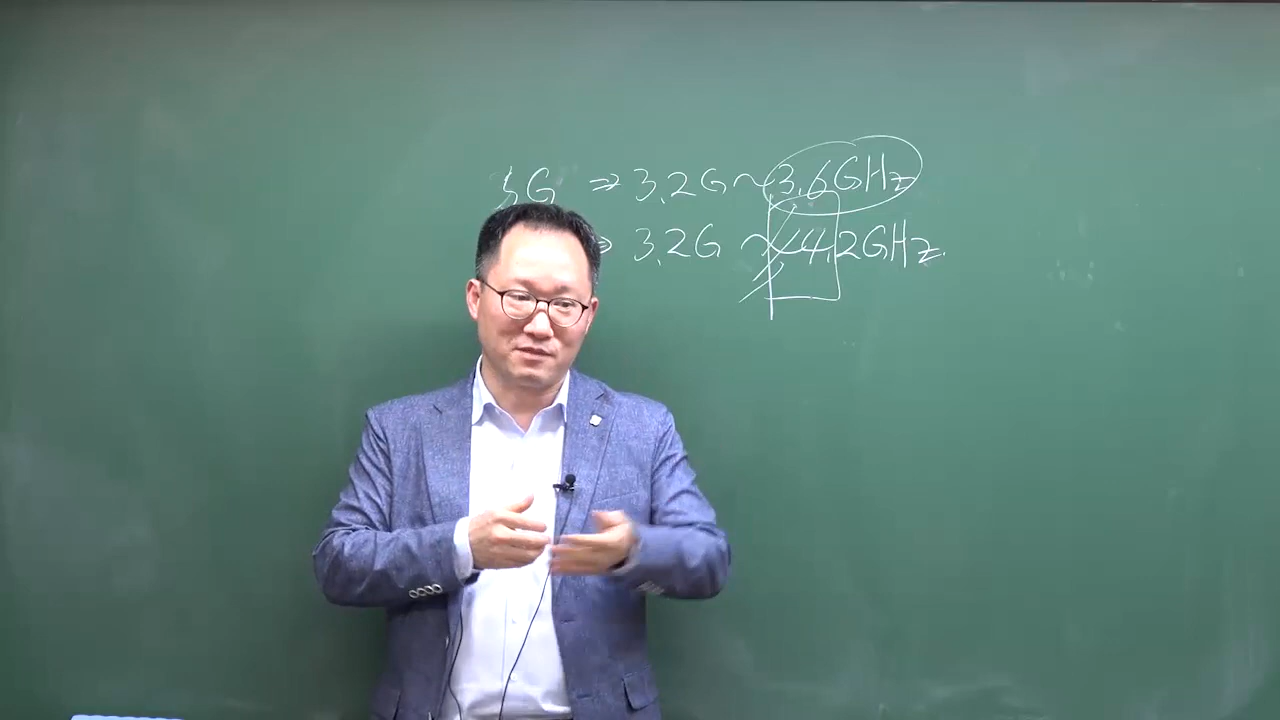 5G ⇒ 3.2G ~ 3.6GHz
⇒ 3.2G ~ 4.2GHz.